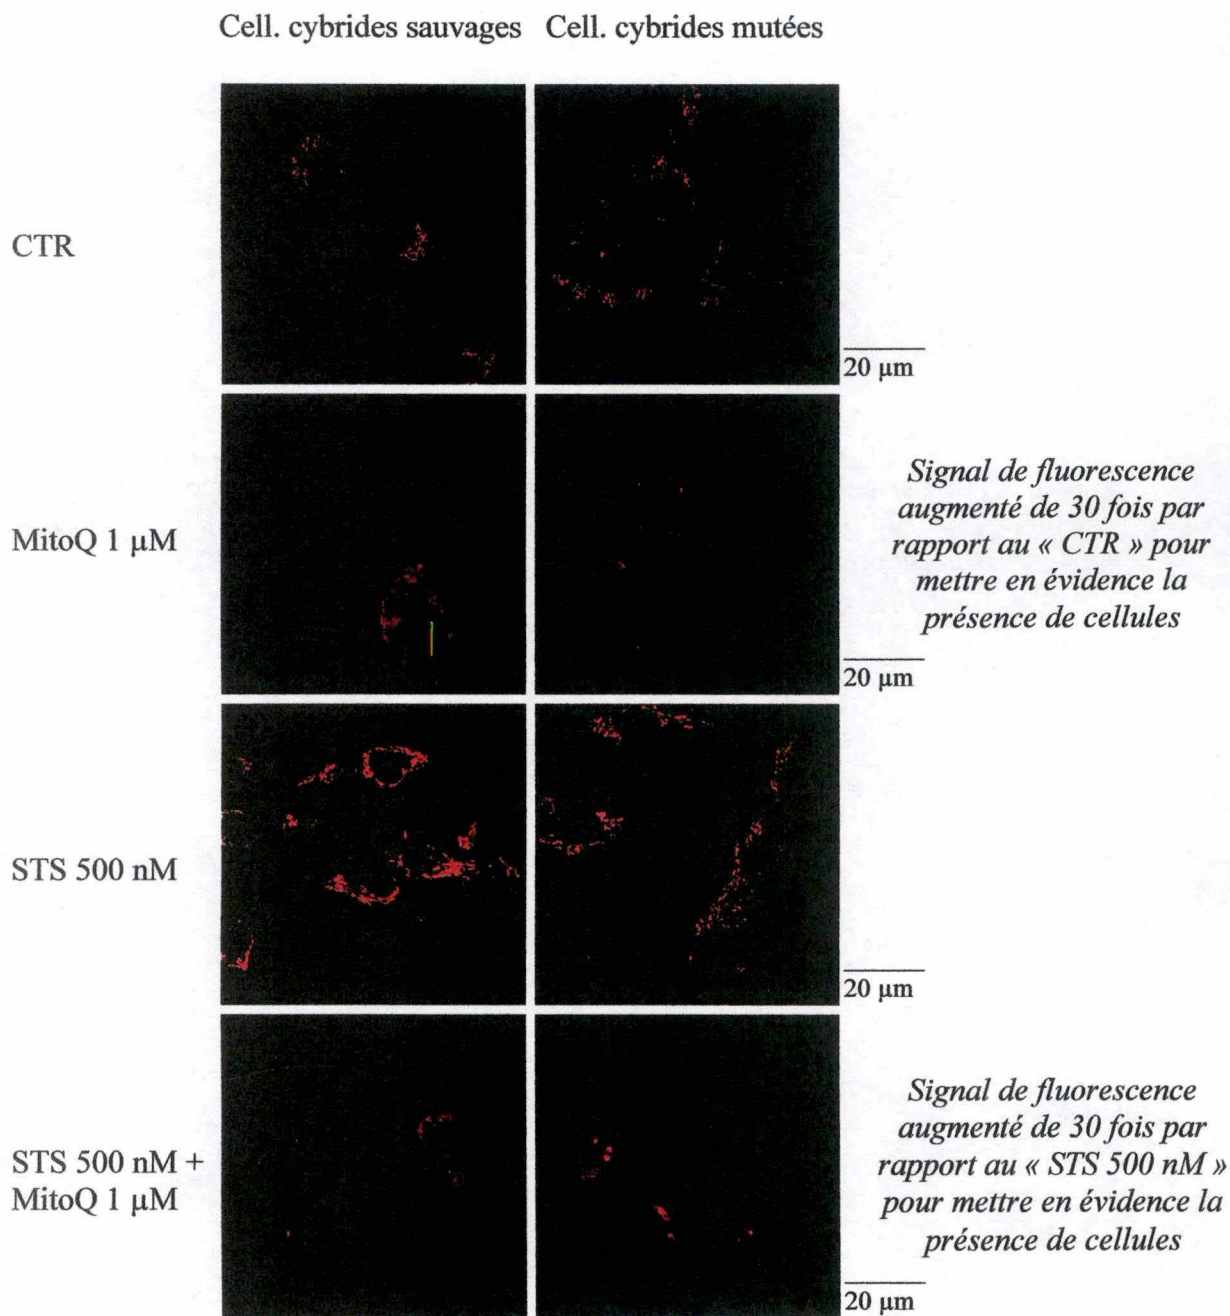 Cell. cybrides sauvages Cell. cybrides mutées
CTR
20 µm
MitoQ 1 µM
Signal de fluorescence
augmenté de 30 fois par
rapport au « CTR » pour
mettre en évidence la
présence de cellules
20 µm
STS 500 nM
20 µm
STS 500 nM +
MitoQ 1 µM
Signal de fluorescence
augmenté de 30 fois par
rapport au « STS 500 nM »
pour mettre en évidence la
présence de cellules
20 µm